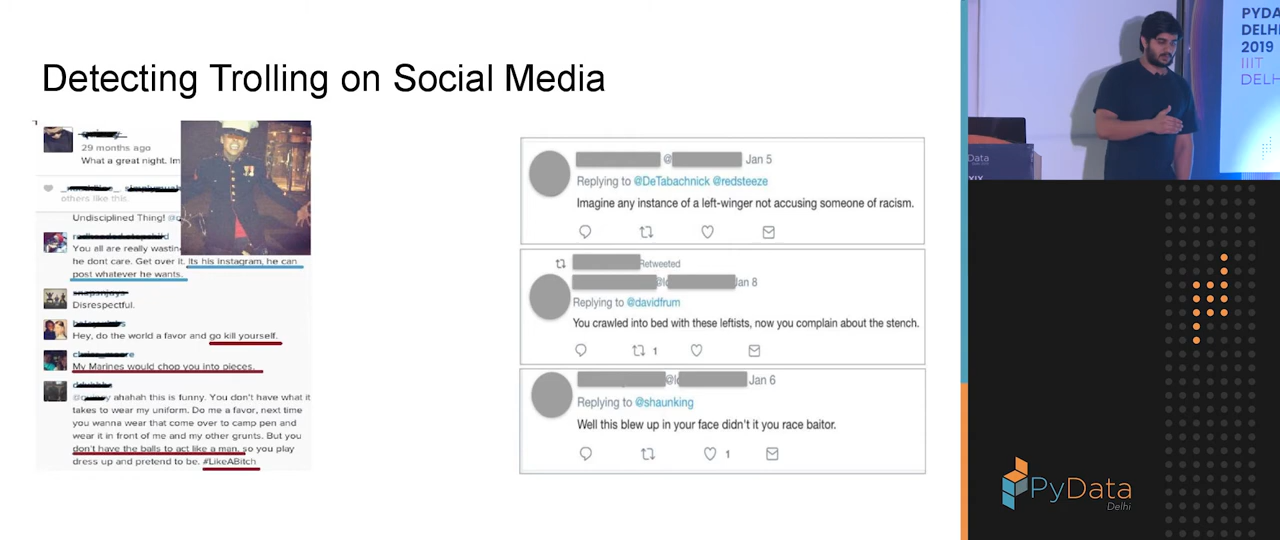 Detecting Trolling on Social Media
29 months ago
What a great night. Im
others like this.
Undisciplined Thing!
You all are really wastin
he dont care. Get over it. Its his instagram, he can
post whatever he wants.
Disrespectful.
Hey, do the world a favor and go kill yourself.
My Marines would chop you into pieces.
ahahah this is funny. You don't have what it
takes to wear my uniform. Do me a favor, next time
you wanna wear that come over to camp pen and
wear it in front of me and my other grunts. But you
don't have the balls to act like a man, so you play
dress up and pretend to be. #LikeABitch
@ Jan 5
Replying to @DeTabachnick @redsteeze
Imagine any instance of a left-winger not accusing someone of racism.
Retweeted
Jan 8
Replying to @davidfrum
You crawled into bed with these leftists, now you complain about the stench.
1
Jan 6
Replying to @shaunking
Well this blew up in your face didn't it you race baitor.
1
PYDA
DELHI
2019
IIIT
DELH
PyData
Delhi